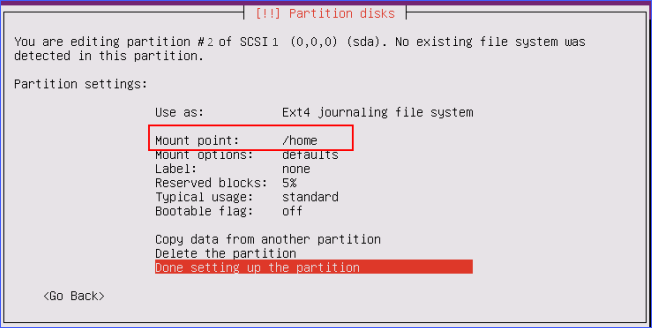 [!!] Partition disks
You are editing partition #2 of SCSI1 (0,0,0) (sda). No existing file system was
detected in this partition.
Partition settings:
Use as: Ext4 journaling file system
Mount point: /home
Mount options: defaults
Label: none
Reserved blocks: 5%
Typical usage: standard
Bootable flag: off
Copy data from another partition
Delete the partition
Done setting up the partition
<Go Back>